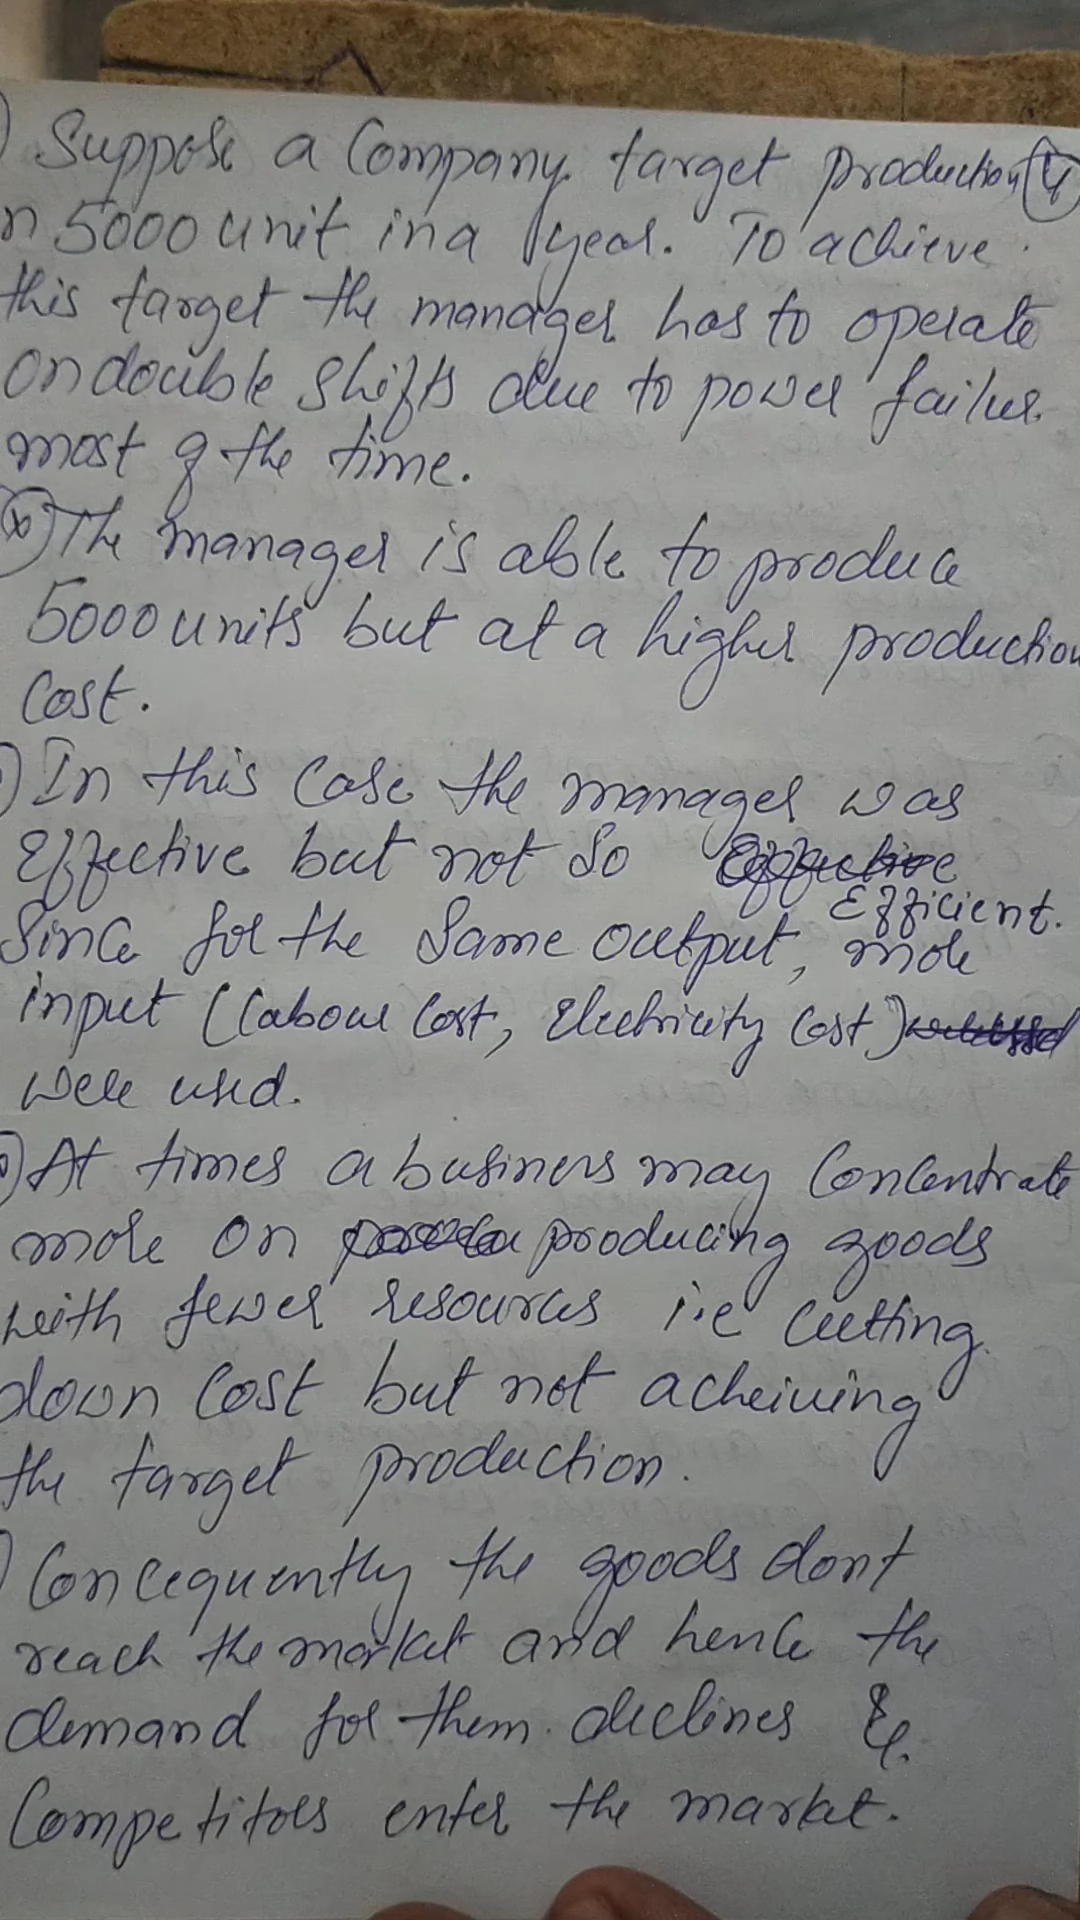 Suppose a Company target production 4
n 5000 unit in a year. To achieve
this target the manager has to operate
on double shifts due to power failure
most of the time.
The manager is able to produce
5000 units but at a higher production
Cost.
In this Case the manager was
Effective but not So
Efficient.
Since for the Same output, more
input (Labour Cost, Electricity Cost)
were used.
At times a business may Concentrate
more on producing goods
with fewer resources i.e cutting
down Cost but not acheiving
the target production.
Concequently the goods dont
reach the market and hence the
demand for them declines &
Competitors enter the market.